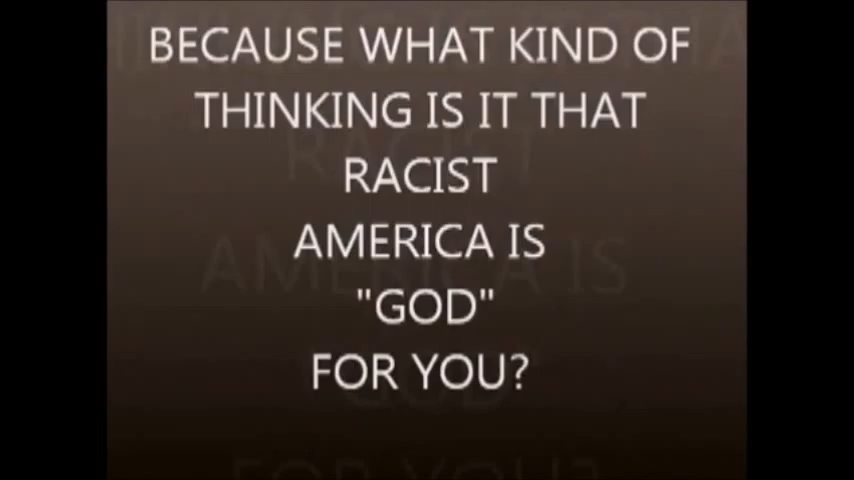 BECAUSE WHAT KIND OF
THINKING IS IT THAT
RACIST
AMERICA IS
"GOD"
FOR YOU?